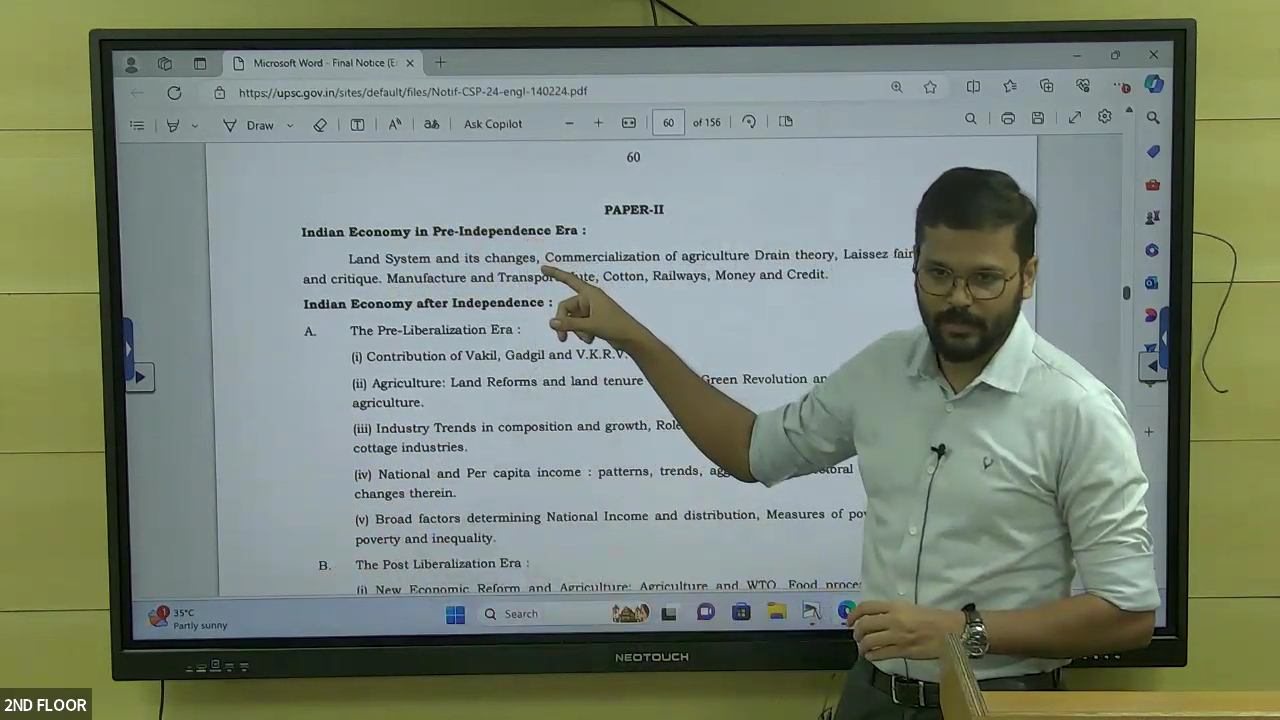 Microsoft Word - Final Notice (E
https://upsc.gov.in/sites/default/files/Notif-CSP-24-engl-140224.pdf
Draw
Ask Copilot
60 of 156
60
PAPER-II
Indian Economy in Pre-Independence Era :
Land System and its changes, Commercialization of agriculture Drain theory, Laissez fair
and critique. Manufacture and Transport Jute, Cotton, Railways, Money and Credit.
Indian Economy after Independence :
A. The Pre-Liberalization Era :
(i) Contribution of Vakil, Gadgil and V.K.R.V.
(ii) Agriculture: Land Reforms and land tenure Green Revolution an
agriculture.
(iii) Industry Trends in composition and growth, Role
cottage industries.
(iv) National and Per capita income : patterns, trends, agg
changes therein.
(v) Broad factors determining National Income and distribution, Measures of pov
poverty and inequality.
B. The Post Liberalization Era :
(i) New Economic Reform and Agriculture: Agriculture and WTO, Food proce
1
35°C
Partly sunny
Search
NEOTOUCH
2ND FLOOR